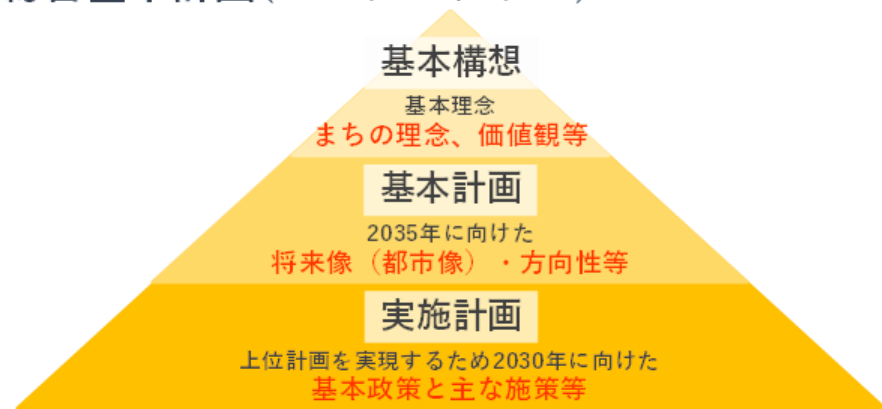 基本構想
基本理念
まちの理念、価値観等
基本計画
2035年に向けた
将来像（都市像）・方向性等
実施計画
上位計画を実現するため2030年に向けた
基本政策と主な施策等